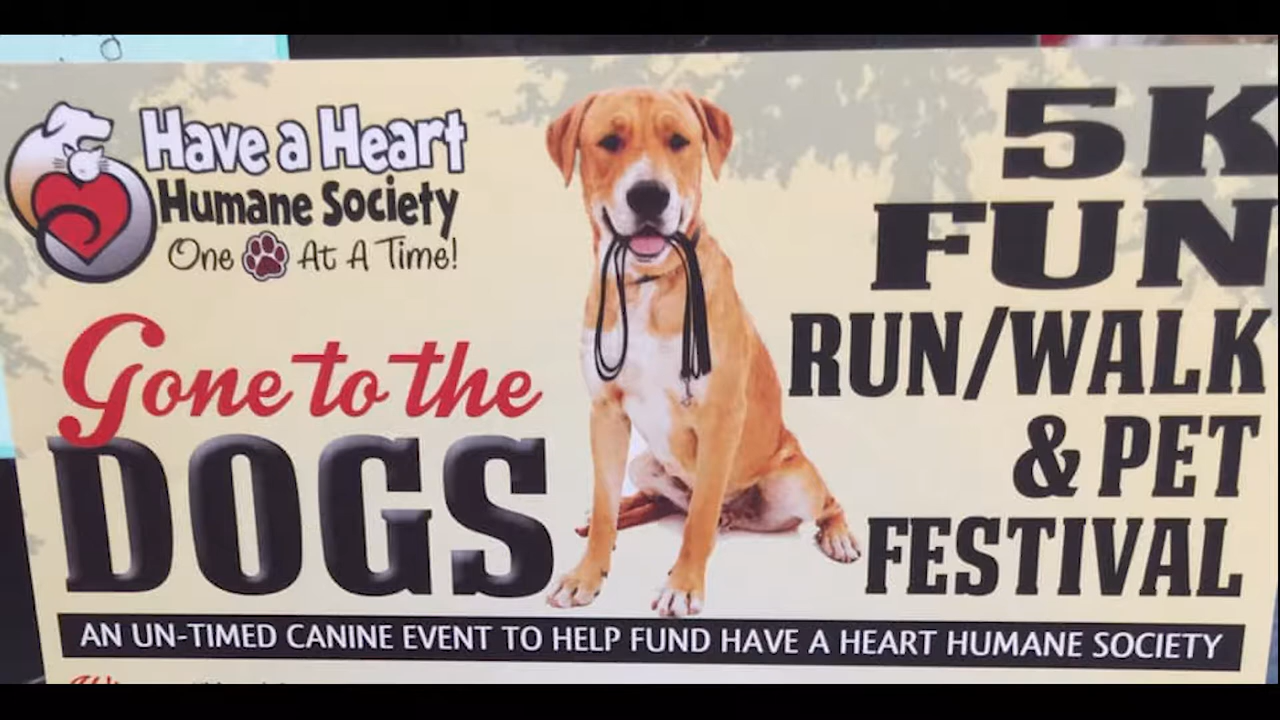 Have a Heart
Humane Society
One At A Time!
Gone to the
DOGS
5K
FUN
RUN/WALK
& PET
FESTIVAL
AN UN-TIMED CANINE EVENT TO HELP FUND HAVE A HEART HUMANE SOCIETY